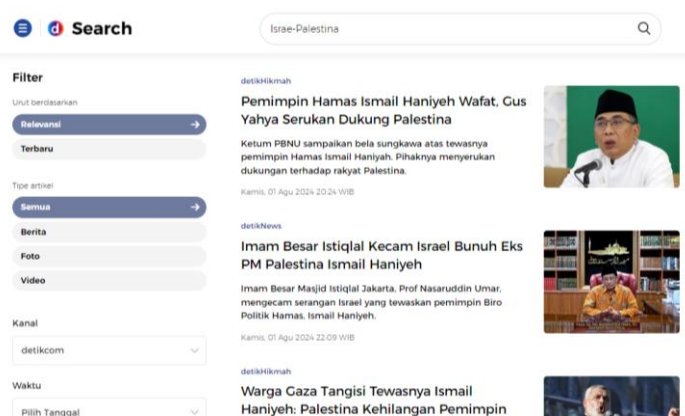 Search
Israe-Palestina
Filter
Urut berdasarkan
Relevansi
Terbaru
Tipe artikel
Semua
Berita
Foto
Video
Kanal
detikcom
Waktu
Pilih Tanggal
detikHikmah
Pemimpin Hamas Ismail Haniyeh Wafat, Gus
Yahya Serukan Dukung Palestina
Ketum PBNU sampaikan bela sungkawa atas tewasnya
pemimpin Hamas Ismail Haniyah. Pihaknya menyerukan
dukungan terhadap rakyat Palestina.
Kamis, 01 Agu 2024 20:24 WIB
detikNews
Imam Besar Istiqlal Kecam Israel Bunuh Eks
PM Palestina Ismail Haniyeh
Imam Besar Masjid Istiqlal Jakarta, Prof Nasaruddin Umar,
mengecam serangan Israel yang tewaskan pemimpin Biro
Politik Hamas, Ismail Haniyeh.
Kamis, 01 Agu 2024 22:09 WIB
detikHikmah
Warga Gaza Tangisi Tewasnya Ismail
Haniyeh: Palestina Kehilangan Pemimpin